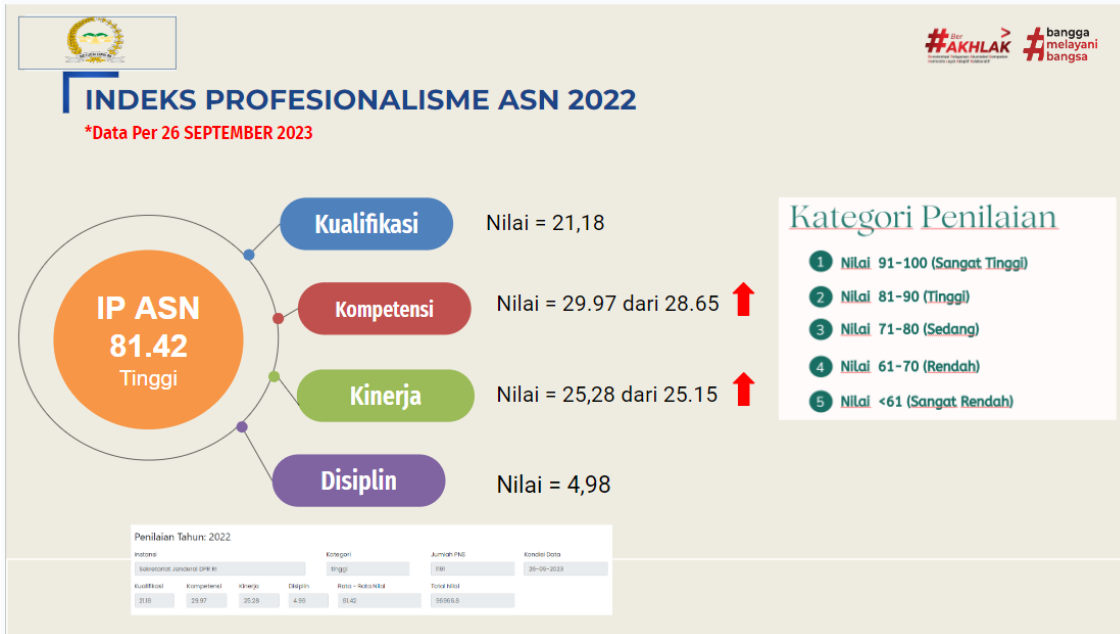 #Ber
AKHLAK>
#bangga
melayani
bangsa
INDEKS PROFESIONALISME ASN 2022
*Data Per 26 SEPTEMBER 2023
IP ASN
81.42
Tinggi
Kualifikasi
Nilai = 21,18
Kompetensi
Nilai = 29.97 dari 28.65
Kinerja
Nilai = 25,28 dari 25.15
Disiplin
Nilai = 4,98
Kategori Penilaian
1 Nilai 91-100 (Sangat Tinggi)
2 Nilai 81-90 (Tinggi)
3 Nilai 71-80 (Sedang)
4 Nilai 61-70 (Rendah)
5 Nilai <61 (Sangat Rendah)
Penilaian Tahun: 2022
Instansi Kategori Jumlah PNS Kondisi Data
Sekretariat Jenderal DPR RI Tinggi 26-09-2023
Kualifikasi Kompetensi Kinerja Disiplin Rata - Rata Nilai Total Nilai
21.18 29.97 25.28 4.98 81.42